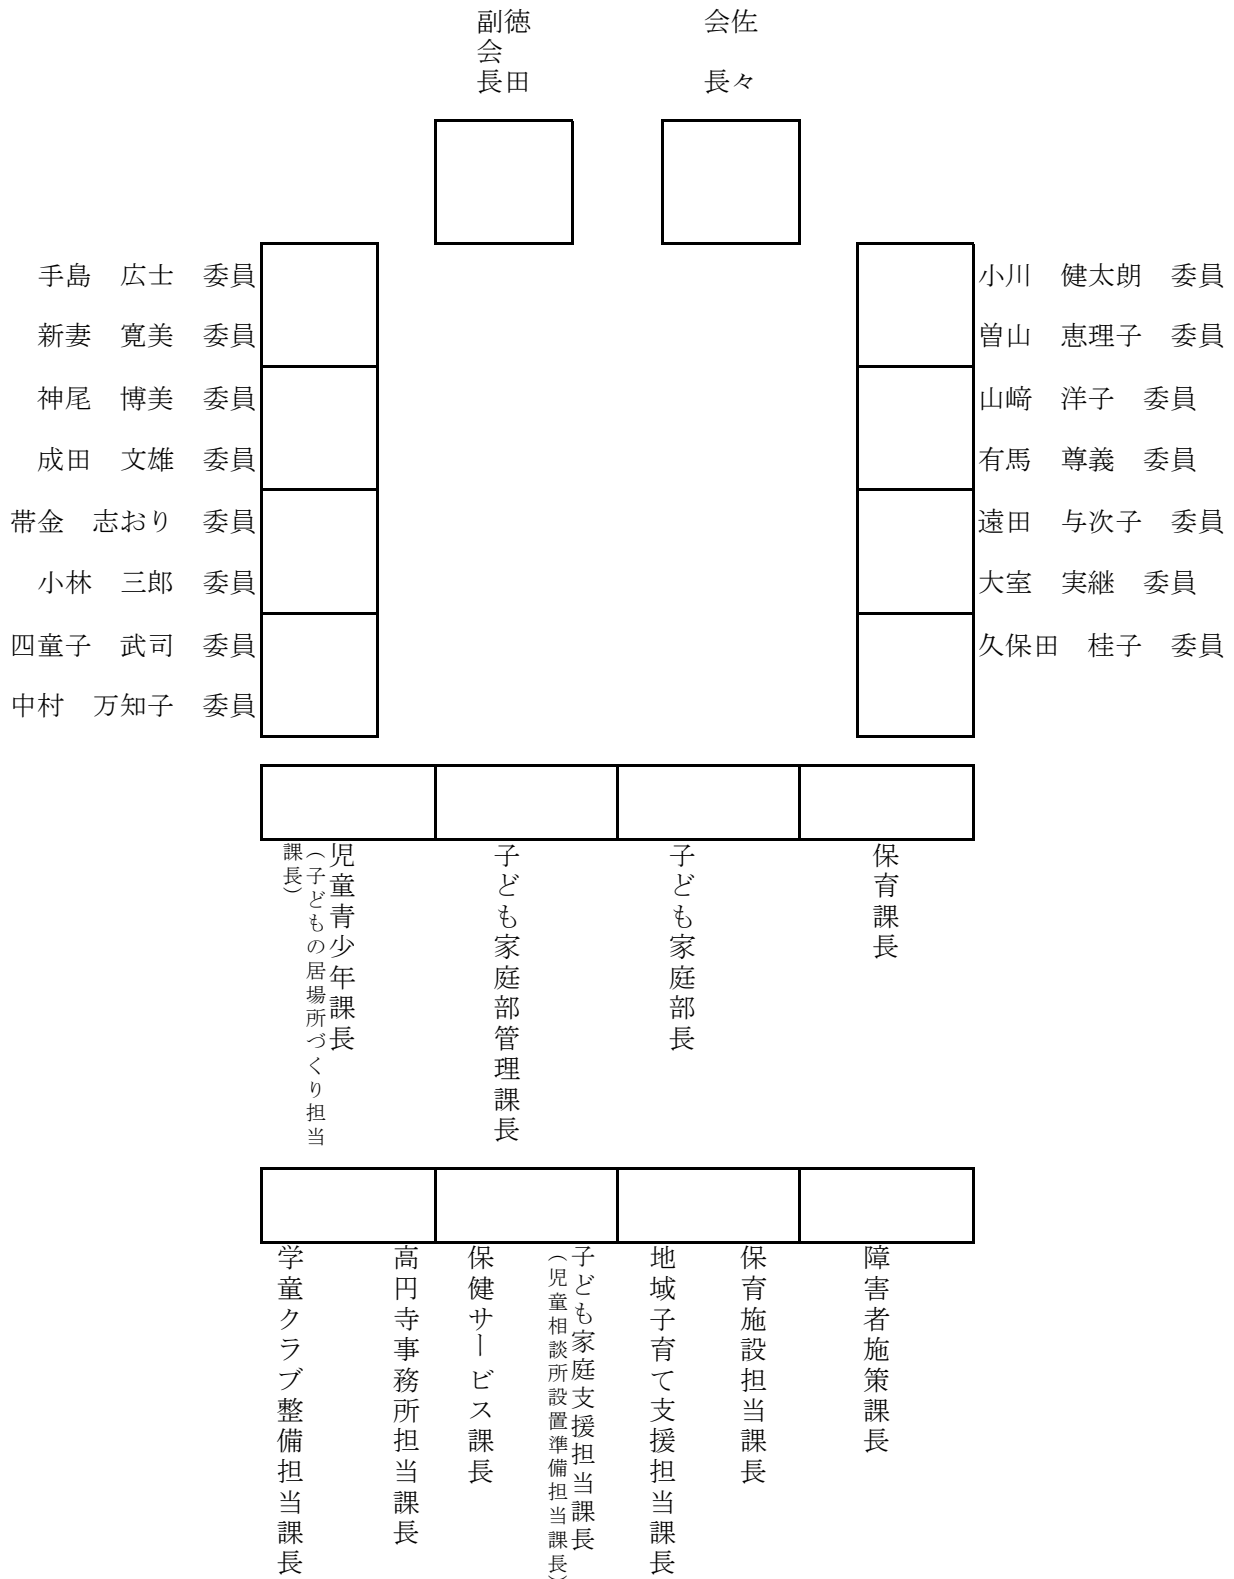 佐々
会長
徳田
副会長
手島　広士　委員
新妻　寛美　委員
神尾　博美　委員
成田　文雄　委員
帯金　志おり　委員
小林　三郎　委員
四童子　武司　委員
中村　万知子　委員
小川　健太朗　委員
曽山　恵理子　委員
山﨑　洋子　委員
有馬　尊義　委員
遠田　与次子　委員
大室　実継　委員
久保田　桂子　委員
保育課長
子ども家庭部長
子ども家庭部管理課長
児童青少年課長
（子どもの居場所づくり担当
課長）
障害者施策課長
保育施設担当課長
地域子育て支援担当課長
子ども家庭支援担当課長
（児童相談所設置準備担当課長）
保健サービス課長
高円寺事務所担当課長
学童クラブ整備担当課長